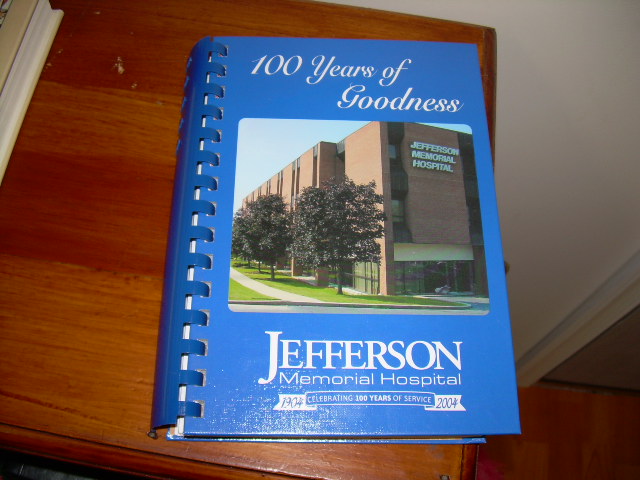 100 Years of
Goodness
JEFFERSON
MEMORIAL
HOSPITAL
JEFFERSON
Memorial Hospital
1904 CELEBRATING 100 YEARS OF SERVICE 2004